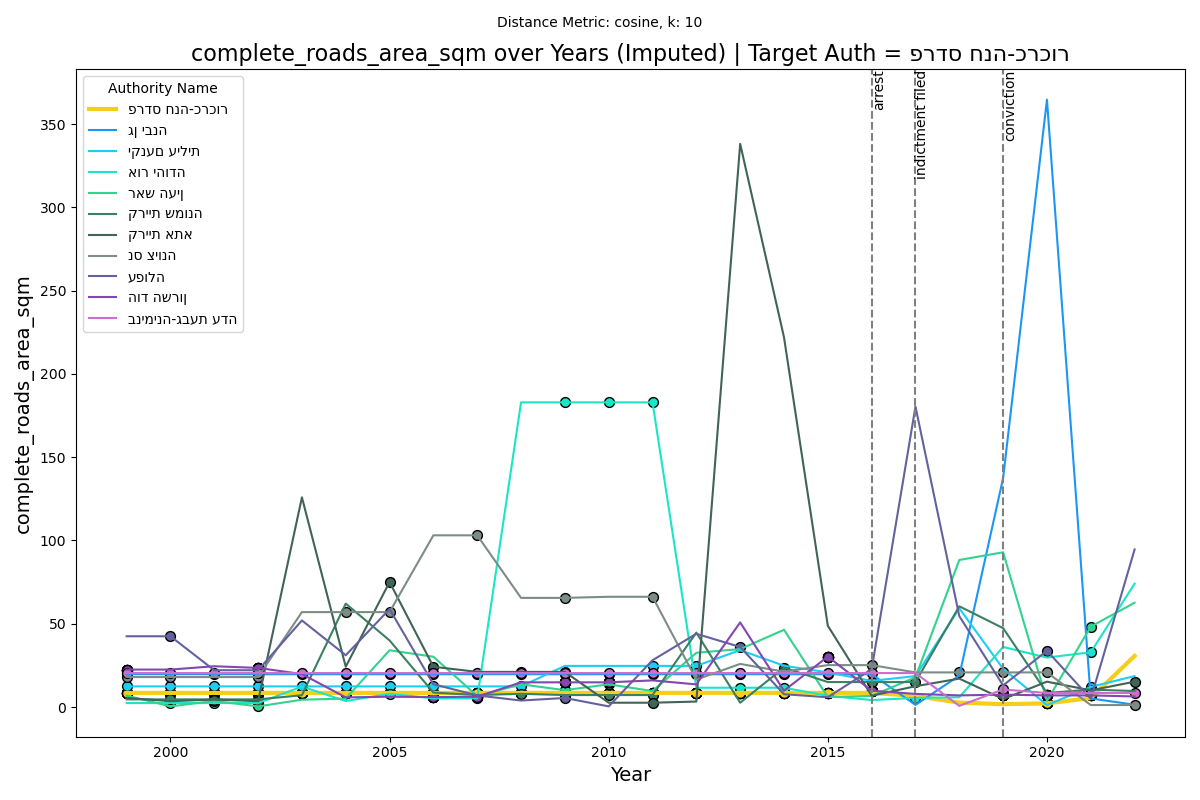 Distance Metric: cosine, k: 10
complete_roads_area_sqm over Years (Imputed) | Target Auth = פרדס חנה-כרכור
Authority Name
פרדס חנה-כרכור
גן יבנה
יקנעם עילית
אור יהודה
ראש העין
קריית שמונה
קריית אתא
נס ציונה
עפולה
הוד השרון
בנימינה-גבעת עדה
arrest
indictment filed
conviction
complete_roads_area_sqm
350
300
250
200
150
100
50
0
2000
2005
2010
2015
2020
Year